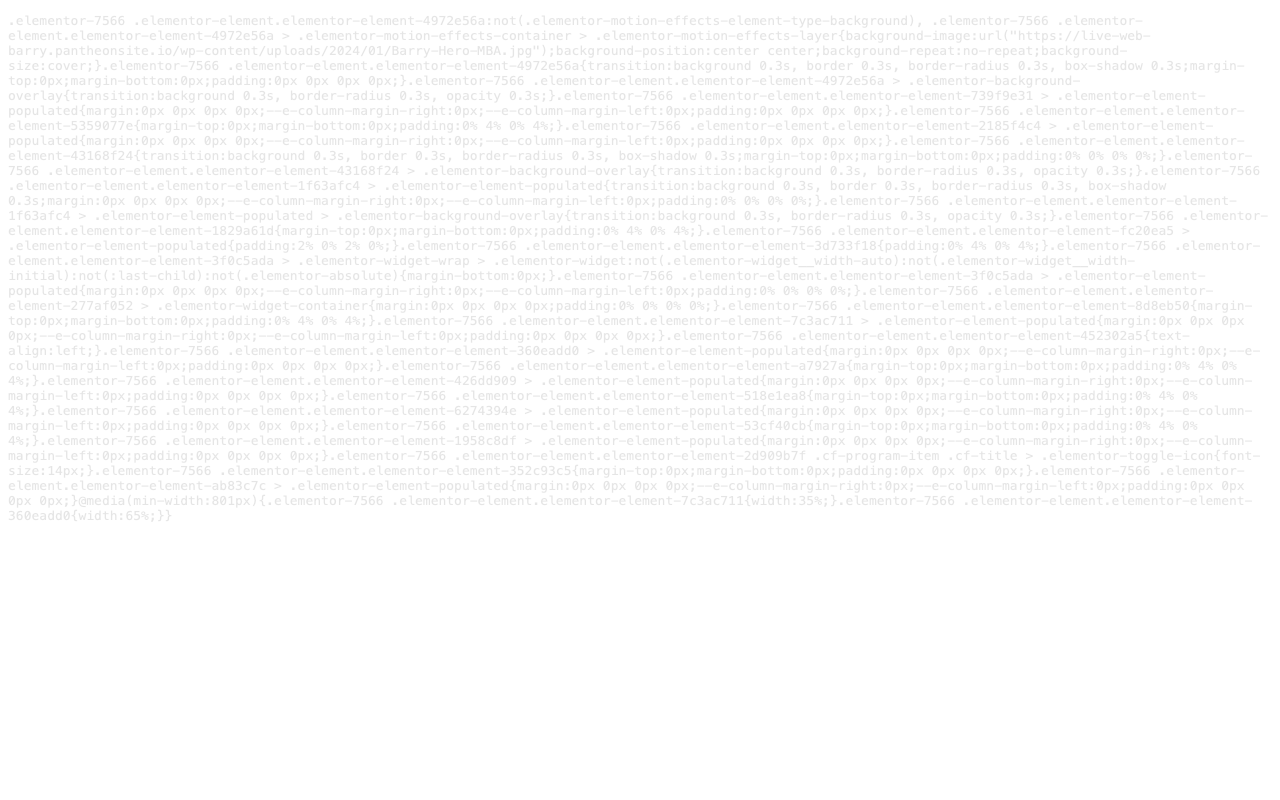 .elementor-7566 .elementor-element.elementor-element-4972e56a:not(.elementor-motion-effects-element-type-background), .elementor-7566 .elementor-
element.elementor-element-4972e56a > .elementor-motion-effects-container > .elementor-motion-effects-layer{background-image:url("https://live-web-
barry.pantheonsite.io/wp-content/uploads/2024/01/Barry-Hero-MBA.jpg");background-position:center center;background-repeat:no-repeat;background-
size:cover;}.elementor-7566 .elementor-element.elementor-element-4972e56a{transition:background 0.3s, border 0.3s, border-radius 0.3s, box-shadow 0.3s;margin-
top:0px;margin-bottom:0px;padding:0px 0px 0px 0px;}.elementor-7566 .elementor-element.elementor-element-4972e56a > .elementor-background-
overlay{transition:background 0.3s, border-radius 0.3s, opacity 0.3s;}.elementor-7566 .elementor-element.elementor-element-739f9e31 > .elementor-element-
populated{margin:0px 0px 0px 0px;--e-column-margin-right:0px;--e-column-margin-left:0px;padding:0px 0px 0px 0px;}.elementor-7566 .elementor-element.elementor-
element-5359077e{margin-top:0px;margin-bottom:0px;padding:0% 4% 0% 4%;}.elementor-7566 .elementor-element.elementor-element-2185f4c4 > .elementor-element-
populated{margin:0px 0px 0px 0px;--e-column-margin-right:0px;--e-column-margin-left:0px;padding:0px 0px 0px 0px;}.elementor-7566 .elementor-element.elementor-
element-43168f24{transition:background 0.3s, border 0.3s, border-radius 0.3s, box-shadow 0.3s;margin-top:0px;margin-bottom:0px;padding:0% 0% 0% 0%;}.elementor-
7566 .elementor-element.elementor-element-43168f24 > .elementor-background-overlay{transition:background 0.3s, border-radius 0.3s, opacity 0.3s;}.elementor-7566
.elementor-element.elementor-element-1f63afc4 > .elementor-element-populated{transition:background 0.3s, border 0.3s, border-radius 0.3s, box-shadow
0.3s;margin:0px 0px 0px 0px;--e-column-margin-right:0px;--e-column-margin-left:0px;padding:0% 0% 0% 0%;}.elementor-7566 .elementor-element.elementor-element-
1f63afc4 > .elementor-element-populated > .elementor-background-overlay{transition:background 0.3s, border-radius 0.3s, opacity 0.3s;}.elementor-7566 .elementor-
element.elementor-element-1829a61d{margin-top:0px;margin-bottom:0px;padding:0% 4% 0% 4%;}.elementor-7566 .elementor-element.elementor-element-fc20ea5 >
.elementor-element-populated{padding:2% 0% 2% 0%;}.elementor-7566 .elementor-element.elementor-element-3d733f18{padding:0% 4% 0% 4%;}.elementor-7566 .elementor-
element.elementor-element-3f0c5ada > .elementor-widget-wrap > .elementor-widget:not(.elementor-widget__width-auto):not(.elementor-widget__width-
initial):not(:last-child):not(.elementor-absolute){margin-bottom:0px;}.elementor-7566 .elementor-element.elementor-element-3f0c5ada > .elementor-element-
populated{margin:0px 0px 0px 0px;--e-column-margin-right:0px;--e-column-margin-left:0px;padding:0% 0% 0% 0%;}.elementor-7566 .elementor-element.elementor-
element-277af052 > .elementor-widget-container{margin:0px 0px 0px 0px;padding:0% 0% 0% 0%;}.elementor-7566 .elementor-element.elementor-element-8d8eb50{margin-
top:0px;margin-bottom:0px;padding:0% 4% 0% 4%;}.elementor-7566 .elementor-element.elementor-element-7c3ac711 > .elementor-element-populated{margin:0px 0px 0px
0px;--e-column-margin-right:0px;--e-column-margin-left:0px;padding:0px 0px 0px 0px;}.elementor-7566 .elementor-element.elementor-element-452302a5{text-
align:left;}.elementor-7566 .elementor-element.elementor-element-360eadd0 > .elementor-element-populated{margin:0px 0px 0px 0px;--e-column-margin-right:0px;--e-
column-margin-left:0px;padding:0px 0px 0px 0px;}.elementor-7566 .elementor-element.elementor-element-a7927a{margin-top:0px;margin-bottom:0px;padding:0% 4% 0%
4%;}.elementor-7566 .elementor-element.elementor-element-426dd909 > .elementor-element-populated{margin:0px 0px 0px 0px;--e-column-margin-right:0px;--e-column-
margin-left:0px;padding:0px 0px 0px 0px;}.elementor-7566 .elementor-element.elementor-element-518e1ea8{margin-top:0px;margin-bottom:0px;padding:0% 4% 0%
4%;}.elementor-7566 .elementor-element.elementor-element-6274394e > .elementor-element-populated{margin:0px 0px 0px 0px;--e-column-margin-right:0px;--e-column-
margin-left:0px;padding:0px 0px 0px 0px;}.elementor-7566 .elementor-element.elementor-element-53cf40cb{margin-top:0px;margin-bottom:0px;padding:0% 4% 0%
4%;}.elementor-7566 .elementor-element.elementor-element-1958c8df > .elementor-element-populated{margin:0px 0px 0px 0px;--e-column-margin-right:0px;--e-column-
margin-left:0px;padding:0px 0px 0px 0px;}.elementor-7566 .elementor-element.elementor-element-2d909b7f .cf-program-item .cf-title > .elementor-toggle-icon{font-
size:14px;}.elementor-7566 .elementor-element.elementor-element-352c93c5{margin-top:0px;margin-bottom:0px;padding:0px 0px 0px 0px;}.elementor-7566 .elementor-
element.elementor-element-ab83c7c > .elementor-element-populated{margin:0px 0px 0px 0px;--e-column-margin-right:0px;--e-column-margin-left:0px;padding:0px 0px
0px 0px;}@media(min-width:801px){.elementor-7566 .elementor-element.elementor-element-7c3ac711{width:35%;}.elementor-7566 .elementor-element.elementor-element-
360eadd0{width:65%;}}